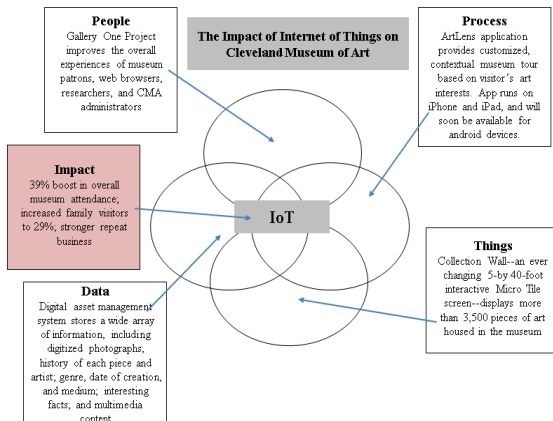 People
Gallery One Project
improves the overall
experiences of museum
patrons, web browsers,
researchers, and CMA
administrators
The Impact of Internet of Things on
Cleveland Museum of Art
Process
ArtLens application
provides customized,
contextual museum tour
based on visitor's art
interests. App runs on
iPhone and iPad, and will
soon be available for
android devices.
Impact
39% boost in overall
museum attendance;
increased family visitors
to 29%; stronger repeat
business
IoT
Things
Collection Wall--an ever
changing 5-by 40-foot
interactive Micro Tile
screen--displays more
than 3,500 pieces of art
housed in the museum
Data
Digital asset management
system stores a wide array
of information, including
digitized photographs;
history of each piece and
artist; genre, date of creation,
and medium; interesting
facts; and multimedia
content